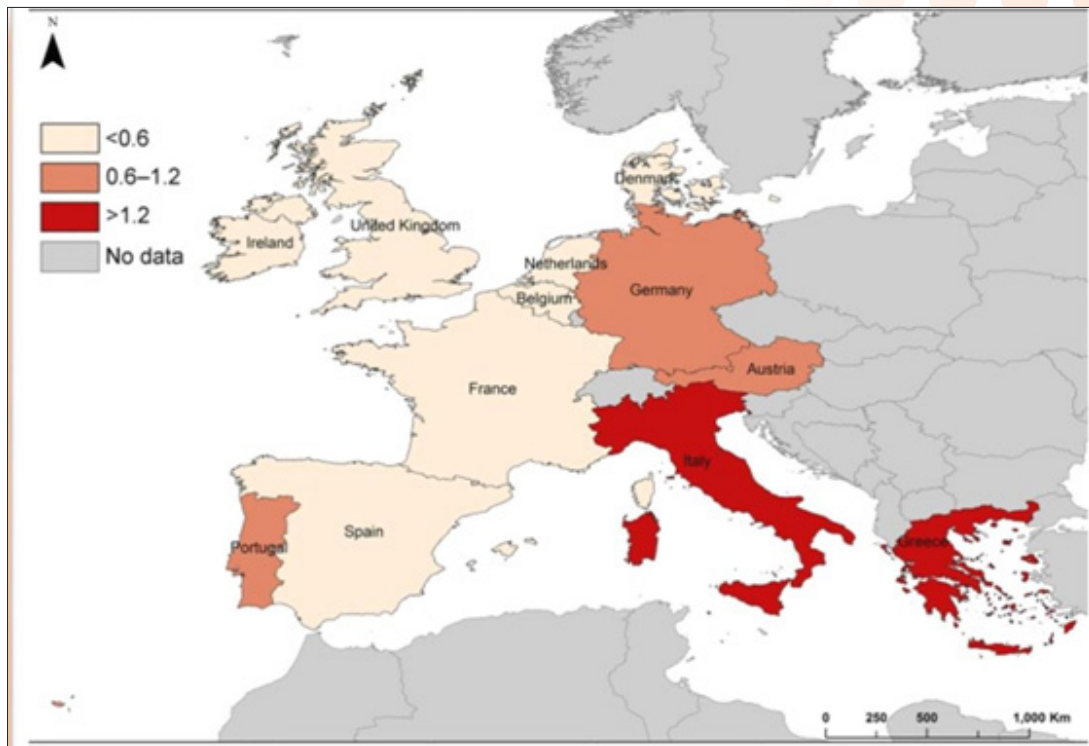 N
<0.6
0.6–1.2
>1.2
No data
Denmark
United Kingdom
Ireland
Netherlands
Belgium
Germany
Austria
France
Italy
Spain
Portugal
Greece
0 250 500 1,000 Km